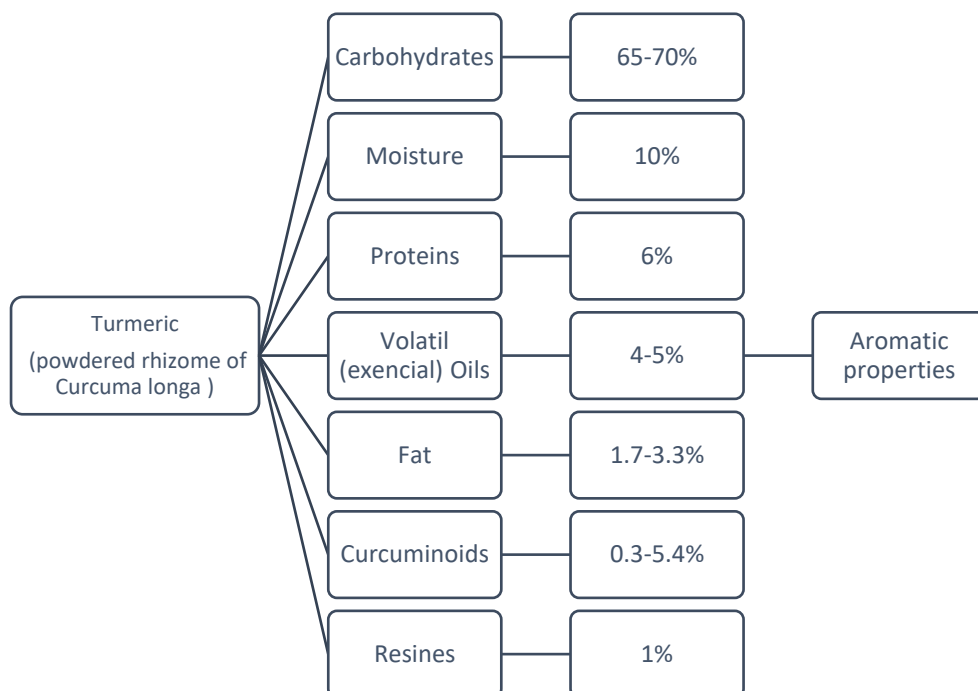 Carbohydrates
65-70%
Moisture
10%
Proteins
6%
Turmeric
(powdered rhizome of
Curcuma longa )
Volatil
(exencial) Oils
4-5%
Aromatic
properties
Fat
1.7-3.3%
Curcuminoids
0.3-5.4%
Resines
1%